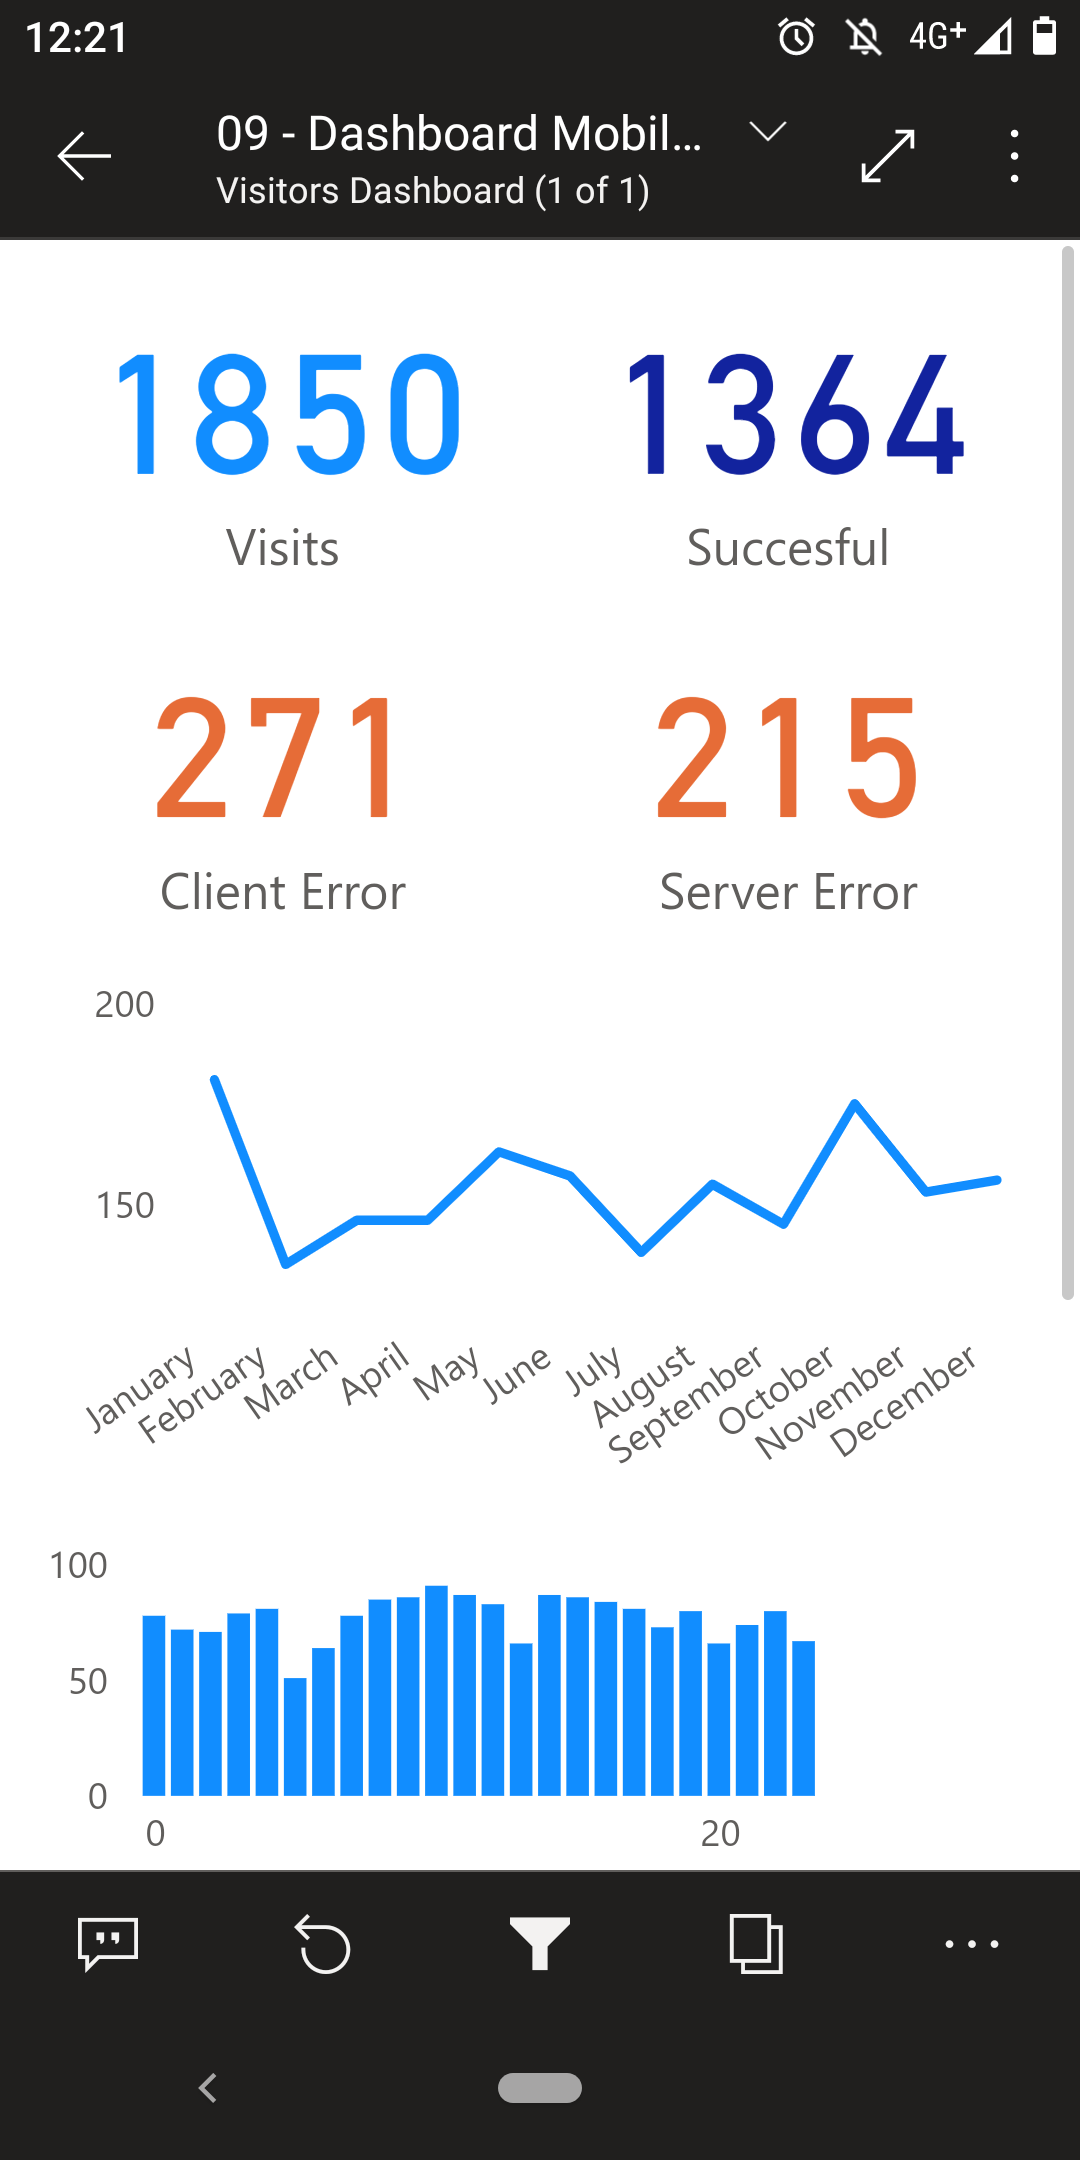 12:21
4G+
09 - Dashboard Mobil...
Visitors Dashboard (1 of 1)
1850
1364
Visits
Succesful
271
215
Client Error
Server Error
200
150
January
February
March
April
May
June
July
August
September
October
November
December
100
50
0
0
20